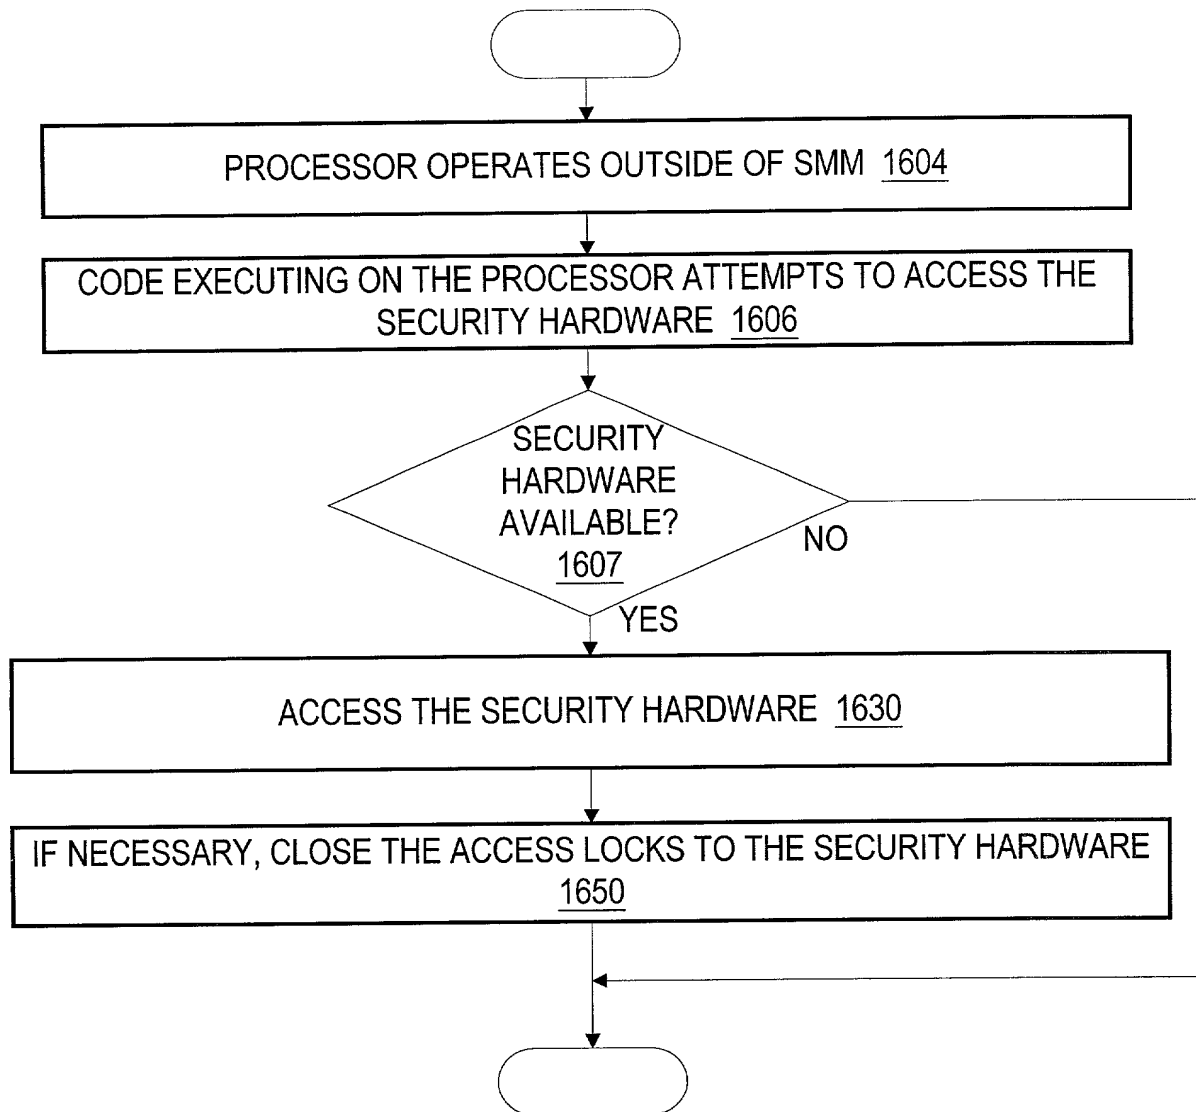 PROCESSOR OPERATES OUTSIDE OF SMM 1604
CODE EXECUTING ON THE PROCESSOR ATTEMPTS TO ACCESS THE
SECURITY HARDWARE 1606
SECURITY
HARDWARE
AVAILABLE?
1607
NO
YES
ACCESS THE SECURITY HARDWARE 1630
IF NECESSARY, CLOSE THE ACCESS LOCKS TO THE SECURITY HARDWARE
1650